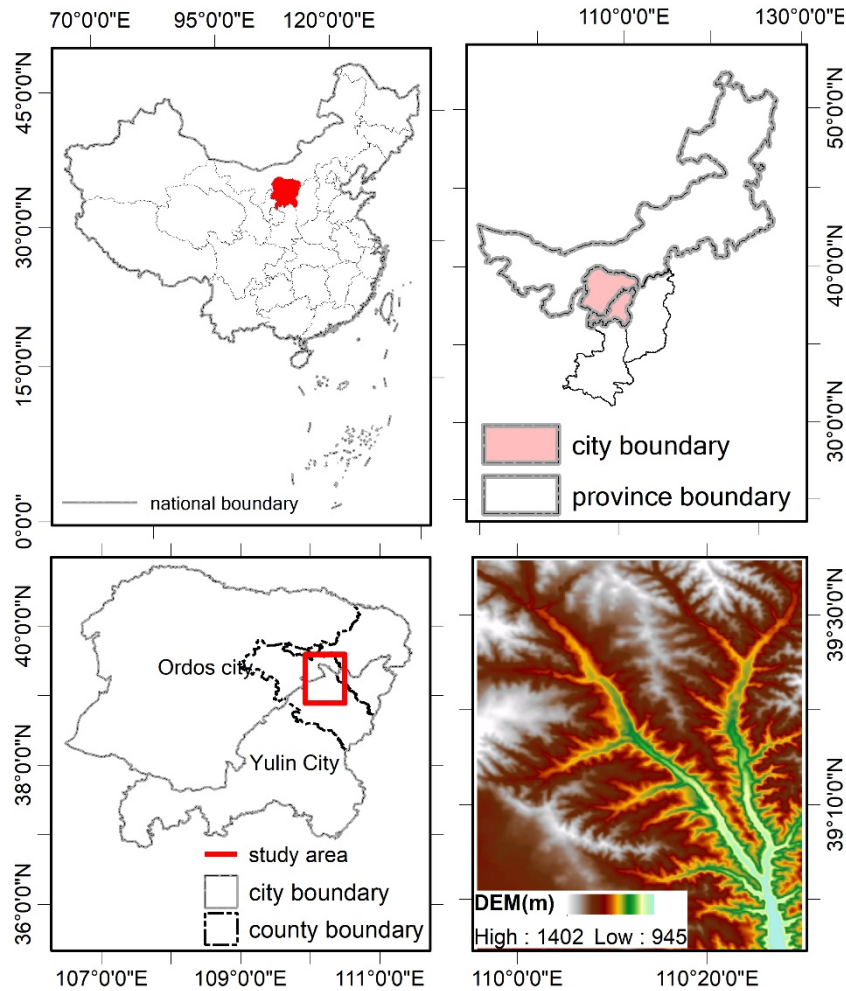 70°0'0"E 95°0'0"E 120°0'0"E
110°0'0"E 130°0'0"E
45°0'0"N
30°0'0"N
15°0'0"N
0°0'0"
national boundary
50°0'0"N
40°0'0"N
30°0'0"N
city boundary
province boundary
40°0'0"N
38°0'0"N
36°0'0"N
Ordos city
Yulin City
study area
city boundary
county boundary
107°0'0"E 109°0'0"E 111°0'0"E
39°30'0"N
39°10'0"N
DEM(m)
High : 1402 Low : 945
110°0'0"E 110°20'0"E